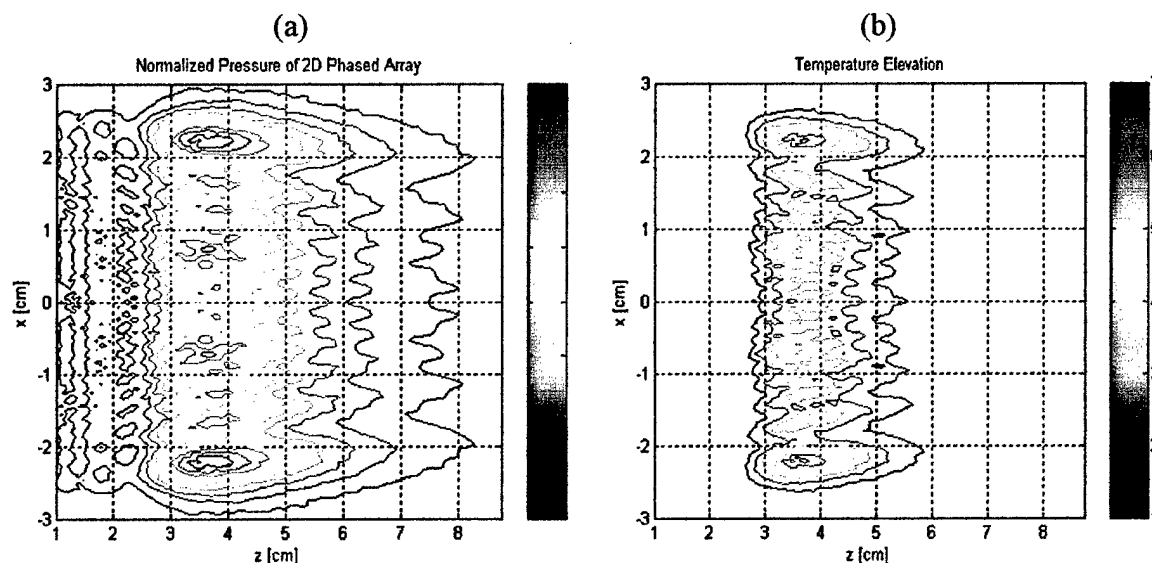 (a)
(b)
Normalized Pressure of 2D Phased Array
Temperature Elevation
3
2
1
0
-1
-2
-3
x [cm]
1 2 3 4 5 6 7 8
z [cm]
3
2
1
0
-1
-2
-3
x [cm]
1 2 3 4 5 6 7 8
z [cm]